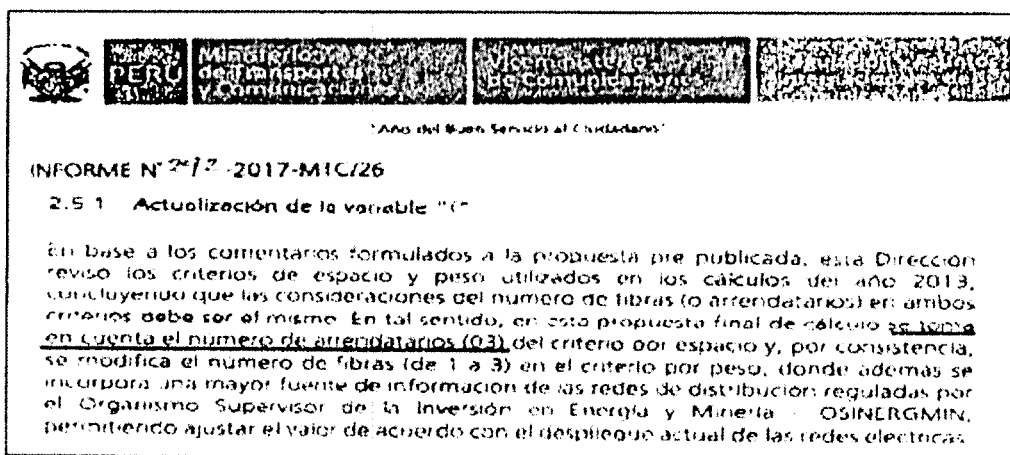 PERÚ
Ministerio
de Transportes
y Comunicaciones
Viceministerio
de Comunicaciones
"Año del Buen Servicio al Ciudadano"
INFORME N° -2017-MTC/26
2.5.1 Actualización de la variable "f"
En base a los comentarios formulados a la propuesta pre publicada, esta Dirección
revisó los criterios de espacio y peso utilizados en los cálculos del año 2013,
concluyendo que las consideraciones del número de fibras (o arrendatarios) en ambos
criterios debe ser el mismo. En tal sentido, en esta propuesta final de cálculo se toma
en cuenta el número de arrendatarios (03) del criterio por espacio y, por consistencia,
se modifica el número de fibras (de 1 a 3) en el criterio por peso, donde además se
incorpora una mayor fuente de información de las redes de distribución reguladas por
el Organismo Supervisor de la Inversión en Energía y Minería - OSINERGMIN,
permitiendo ajustar el valor de acuerdo con el despliegue actual de las redes eléctricas.